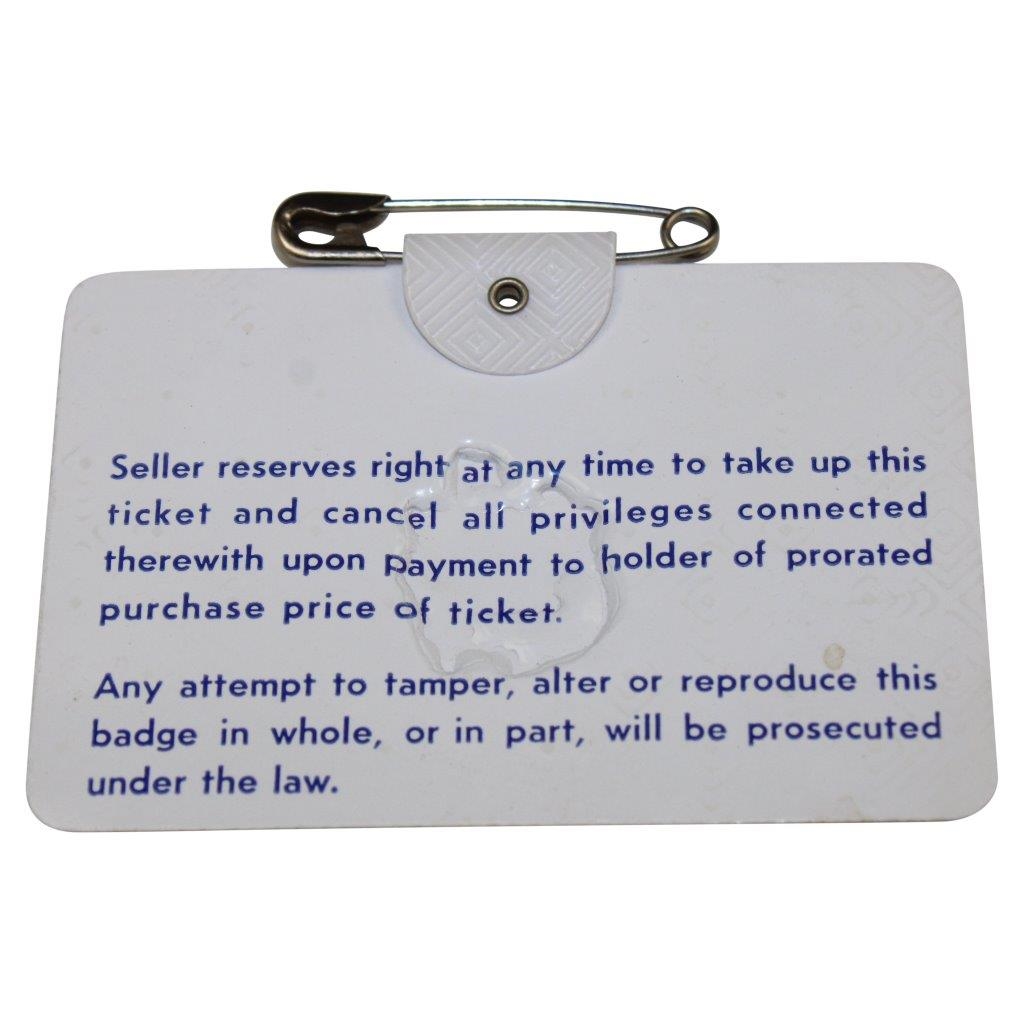 Seller reserves right at any time to take up this
ticket and cancel all privileges connected
therewith upon payment to holder of prorated
purchase price of ticket.
Any attempt to tamper, alter or reproduce this
badge in whole, or in part, will be prosecuted
under the law.